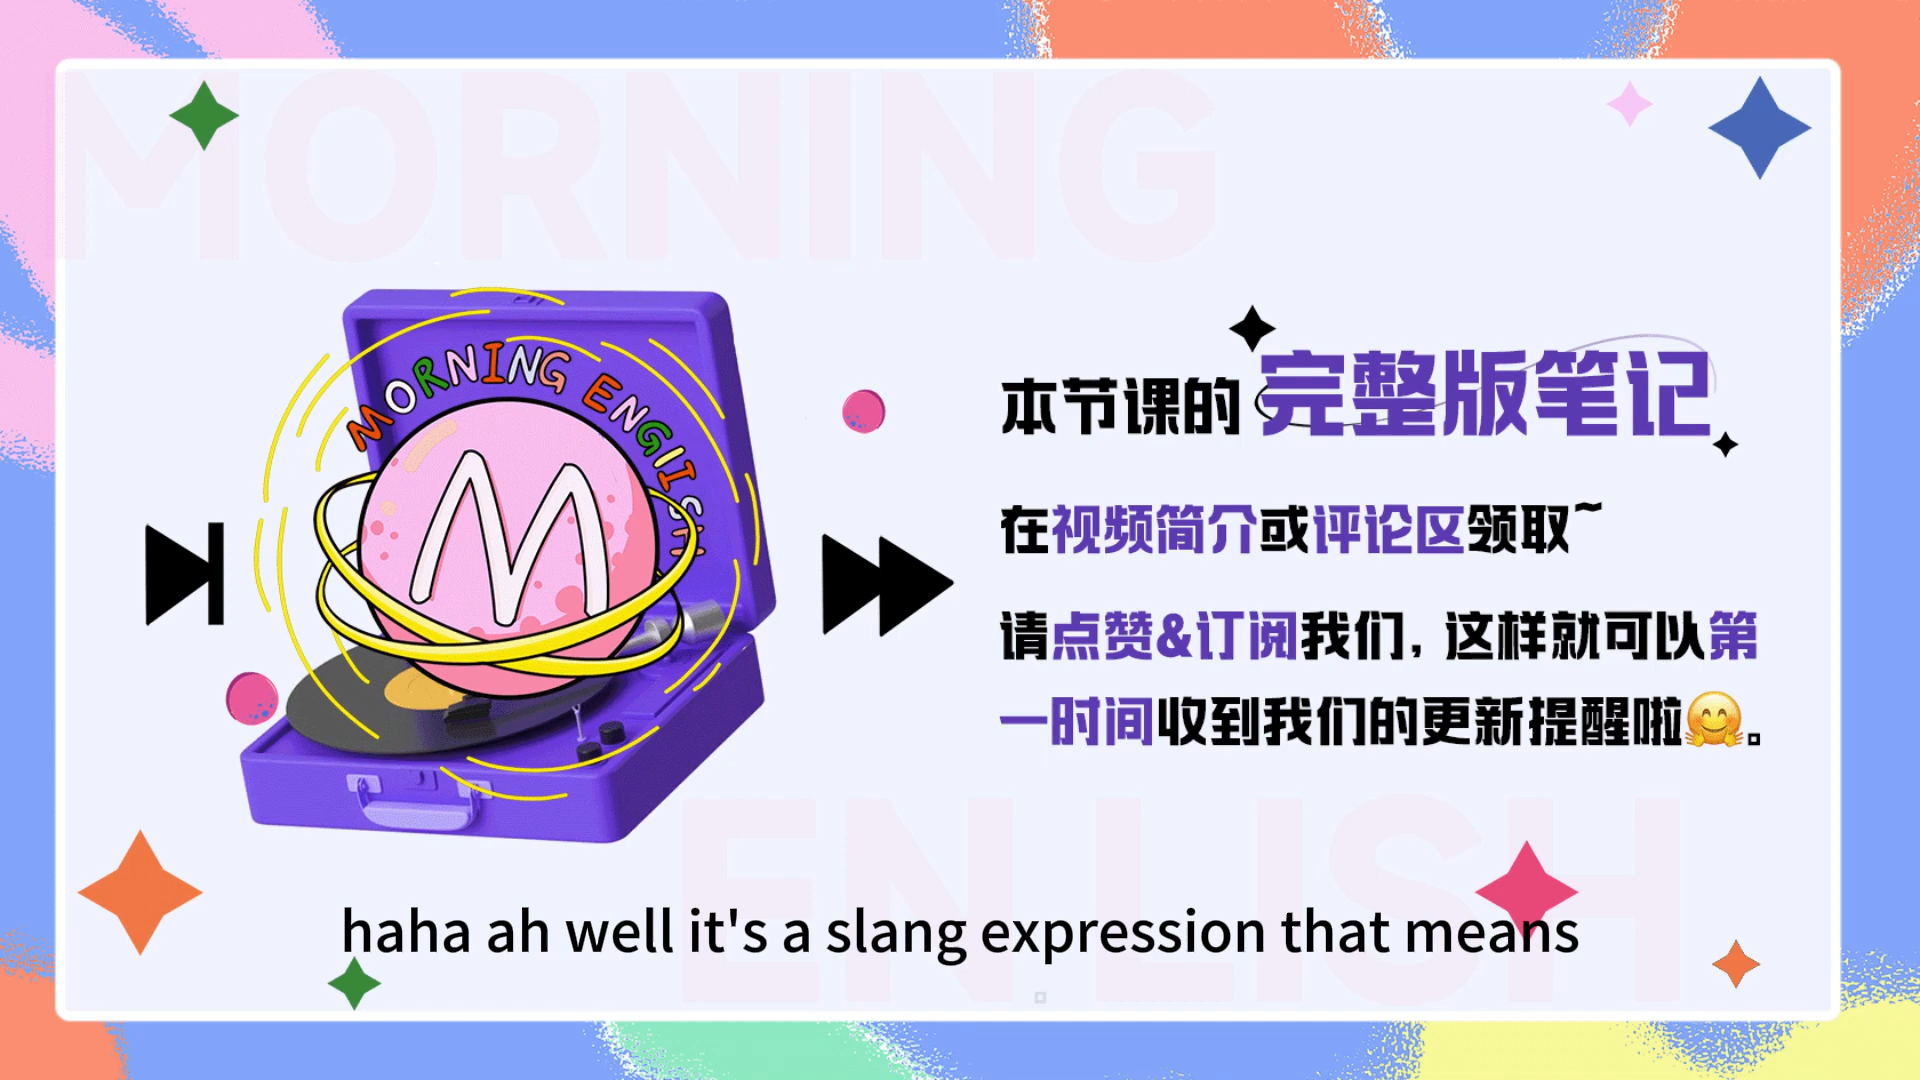 MORNING
MORNING ENGLISH
M
本节课的 完整版笔记
在视频简介或评论区领取~
请点赞&订阅我们，这样就可以第
一时间收到我们的更新提醒啦🤗。
EN LISH
haha ah well it's a slang expression that means